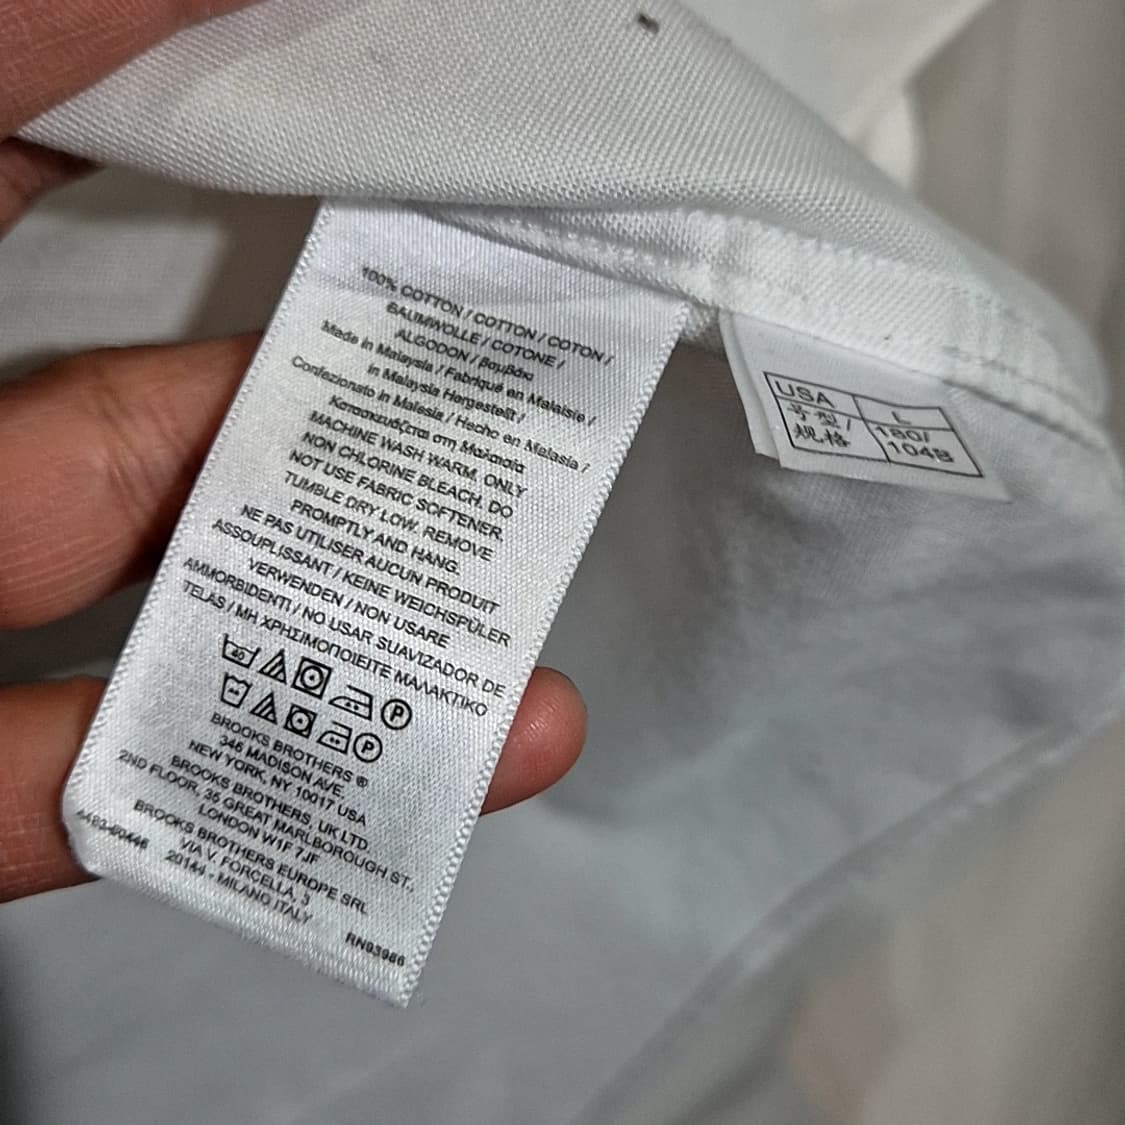 100% COTTON / COTTON / COTON /
BAUMWOLLE / COTONE /
ALGODON / βαμβάκι
Made in Malaysia / Fabriqué en Malaisie /
in Malaysia Hergestellt /
Confezionato in Malesia / Hecho en Malasia /
Κατασκευάζεται στη Μαλαισία
MACHINE WASH WARM. ONLY
NON CHLORINE BLEACH. DO
NOT USE FABRIC SOFTENER.
TUMBLE DRY LOW. REMOVE
PROMPTLY AND HANG.
NE PAS UTILISER AUCUN PRODUIT
ASSOUPLISSANT / KEINE WEICHSPÜLER
VERWENDEN / NON USARE
AMMORBIDENTI / NO USAR SUAVIZADOR DE
TELAS / ΜΗ ΧΡΗΣΙΜΟΠΟΙΕΙΤΕ ΜΑΛΑΚΤΙΚΟ
40
P
P
BROOKS BROTHERS ®
346 MADISON AVE.
NEW YORK, NY 10017 USA
BROOKS BROTHERS, UK LTD.
2ND FLOOR, 35 GREAT MARLBOROUGH ST.,
LONDON W1F 7JF
BROOKS BROTHERS EUROPE SRL
VIA V. FORCELLA, 3
20144 - MILANO ITALY
RN93986
USA L
号型/ 180/
规格 104B